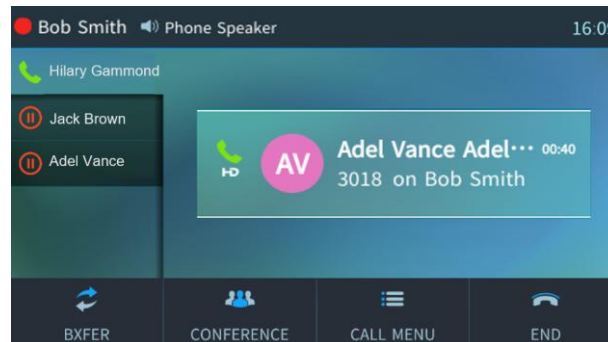 Bob Smith Phone Speaker 16:09
Hilary Gammond
Jack Brown
Adel Vance
HD
AV
Adel Vance Adel··· 00:40
3018 on Bob Smith
BXFER CONFERENCE CALL MENU END